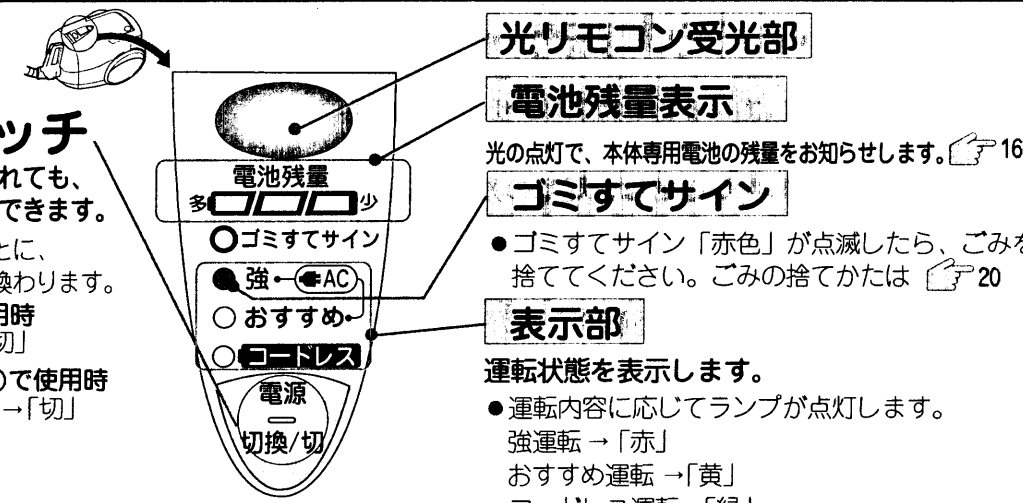 ッチ
れても、
できます。
とに、
換わります。
用時
切」
で使用時
→「切」
電池残量
多
少
ゴミすてサイン
強
AC
おすすめ
コードレス
電源
切換/切
光リモコン受光部
電池残量表示
光の点灯で、本体専用電池の残量をお知らせします。 16
ゴミすてサイン
●ゴミすてサイン「赤色」が点滅したら、ごみを
捨ててください。ごみの捨てかたは 20
表示部
運転状態を表示します。
●運転内容に応じてランプが点灯します。
強運転→「赤」
おすすめ運転→「黄」
コードレス運転→「緑」